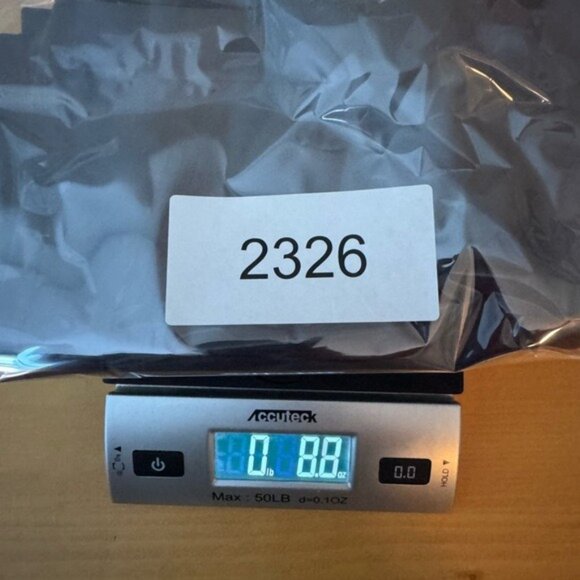 2326
Accuteck
0 lb 8.8 oz
0.0
HOLD
Max : 50LB d=0.1OZ